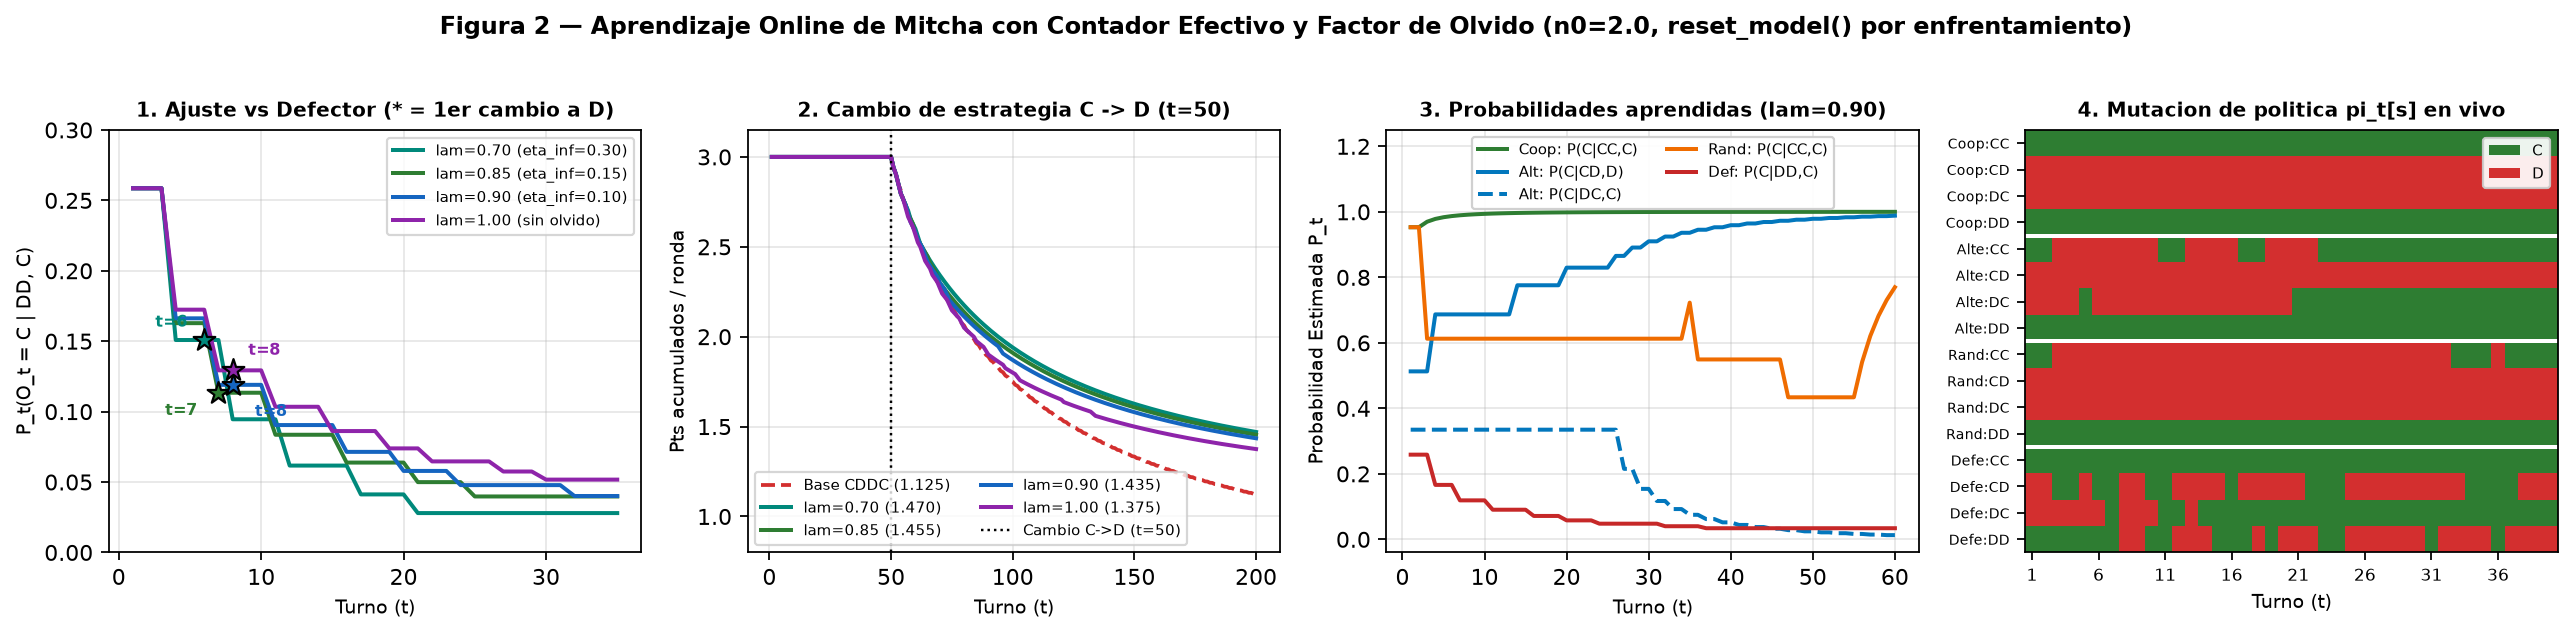 Figura 2 — Aprendizaje Online de Mitcha con Contador Efectivo y Factor de Olvido (n0=2.0, reset_model() por enfrentamiento)
1. Ajuste vs Defector (* = 1er cambio a D)
P_t(O_t = C | DD, C)
0.30
0.25
0.20
0.15
0.10
0.05
0.00
lam=0.70 (eta_inf=0.30)
lam=0.85 (eta_inf=0.15)
lam=0.90 (eta_inf=0.10)
lam=1.00 (sin olvido)
t=6
t=8
t=7
t=8
0 10 20 30
Turno (t)
2. Cambio de estrategia C -> D (t=50)
Pts acumulados / ronda
3.0
2.5
2.0
1.5
1.0
Base CDDC (1.125)
lam=0.70 (1.470)
lam=0.85 (1.455)
lam=0.90 (1.435)
lam=1.00 (1.375)
Cambio C->D (t=50)
0 50 100 150 200
Turno (t)
3. Probabilidades aprendidas (lam=0.90)
Probabilidad Estimada P_t
1.2
1.0
0.8
0.6
0.4
0.2
0.0
Coop: P(C|CC,C)
Alt: P(C|CD,D)
Alt: P(C|DC,C)
Rand: P(C|CC,C)
Def: P(C|DD,C)
0 10 20 30 40 50 60
Turno (t)
4. Mutacion de politica pi_t[s] en vivo
Coop:CC
Coop:CD
Coop:DC
Coop:DD
Alte:CC
Alte:CD
Alte:DC
Alte:DD
Rand:CC
Rand:CD
Rand:DC
Rand:DD
Defe:CC
Defe:CD
Defe:DC
Defe:DD
C
D
1 6 11 16 21 26 31 36
Turno (t)